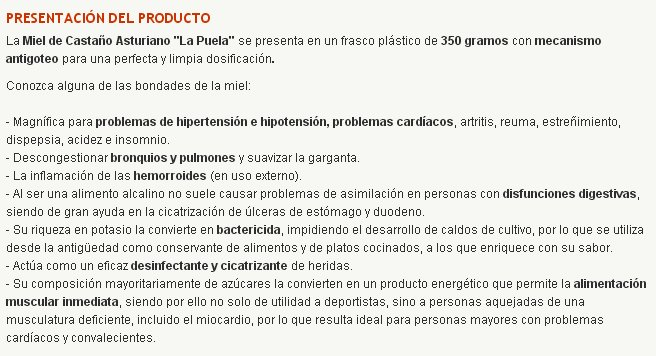 PRESENTACIÓN DEL PRODUCTO
La Miel de Castaño Asturiano "La Puela" se presenta en un frasco plástico de 350 gramos con mecanismo
antigoteo para una perfecta y limpia dosificación.
Conozca alguna de las bondades de la miel:
- Magnífica para problemas de hipertensión e hipotensión, problemas cardíacos, artritis, reuma, estreñimiento,
dispepsia, acidez e insomnio.
- Descongestionar bronquios y pulmones y suavizar la garganta.
- La inflamación de las hemorroides (en uso externo).
- Al ser una alimento alcalino no suele causar problemas de asimilación en personas con disfunciones digestivas,
siendo de gran ayuda en la cicatrización de úlceras de estómago y duodeno.
- Su riqueza en potasio la convierte en bactericida, impidiendo el desarrollo de caldos de cultivo, por lo que se utiliza
desde la antigüedad como conservante de alimentos y de platos cocinados, a los que enriquece con su sabor.
- Actúa como un eficaz desinfectante y cicatrizante de heridas.
- Su composición mayoritariamente de azúcares la convierten en un producto energético que permite la alimentación
muscular inmediata, siendo por ello no solo de utilidad a deportistas, sino a personas aquejadas de una
musculatura deficiente, incluido el miocardio, por lo que resulta ideal para personas mayores con problemas
cardíacos y convalecientes.